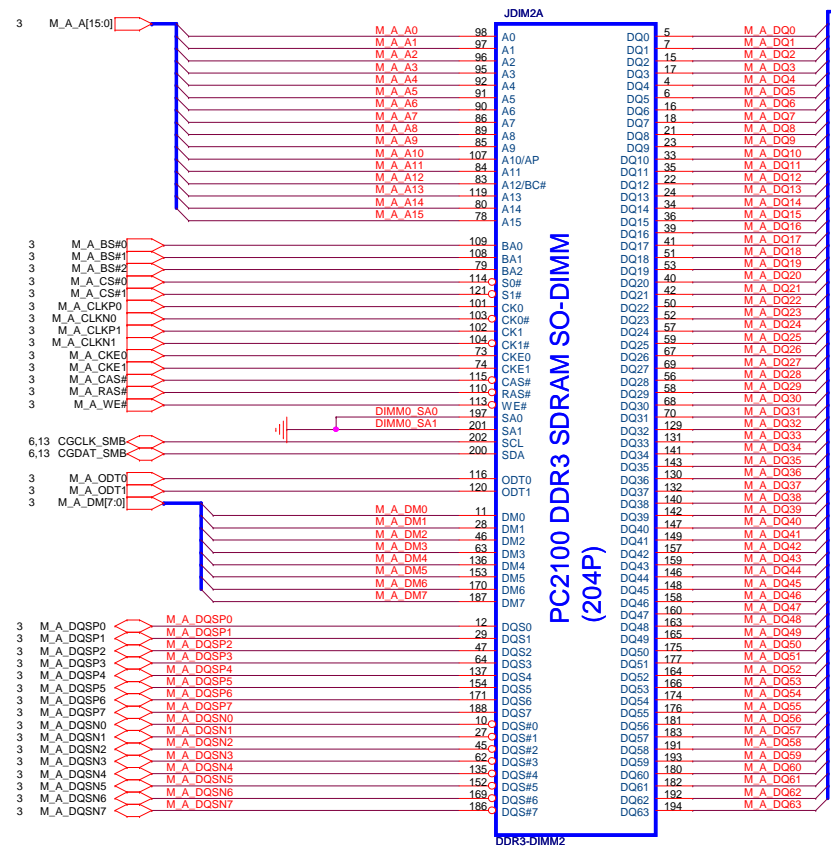 JDIM2A
3 M_A_A[15:0]
M_A_A0 98 A0
M_A_A1 97 A1
M_A_A2 96 A2
M_A_A3 95 A3
M_A_A4 92 A4
M_A_A5 91 A5
M_A_A6 90 A6
M_A_A7 86 A7
M_A_A8 89 A8
M_A_A9 85 A9
M_A_A10 107 A10/AP
M_A_A11 84 A11
M_A_A12 83 A12/BC#
M_A_A13 119 A13
M_A_A14 80 A14
M_A_A15 78 A15
3 M_A_BS#0 109 BA0
3 M_A_BS#1 108 BA1
3 M_A_BS#2 79 BA2
3 M_A_CS#0 114 S0#
3 M_A_CS#1 121 S1#
3 M_A_CLKP0 101 CK0
3 M_A_CLKN0 103 CK0#
3 M_A_CLKP1 102 CK1
3 M_A_CLKN1 104 CK1#
3 M_A_CKE0 73 CKE0
3 M_A_CKE1 74 CKE1
3 M_A_CAS# 115 CAS#
3 M_A_RAS# 110 RAS#
3 M_A_WE# 113 WE#
DIMM0_SA0 197 SA0
DIMM0_SA1 201 SA1
6,13 CGCLK_SMB 202 SCL
6,13 CGDAT_SMB 200 SDA
3 M_A_ODT0 116 ODT0
3 M_A_ODT1 120 ODT1
3 M_A_DM[7:0]
M_A_DM0 11 DM0
M_A_DM1 28 DM1
M_A_DM2 46 DM2
M_A_DM3 63 DM3
M_A_DM4 136 DM4
M_A_DM5 153 DM5
M_A_DM6 170 DM6
M_A_DM7 187 DM7
3 M_A_DQSP0 M_A_DQSP0 12 DQS0
3 M_A_DQSP1 M_A_DQSP1 29 DQS1
3 M_A_DQSP2 M_A_DQSP2 47 DQS2
3 M_A_DQSP3 M_A_DQSP3 64 DQS3
3 M_A_DQSP4 M_A_DQSP4 137 DQS4
3 M_A_DQSP5 M_A_DQSP5 154 DQS5
3 M_A_DQSP6 M_A_DQSP6 171 DQS6
3 M_A_DQSP7 M_A_DQSP7 188 DQS7
3 M_A_DQSN0 M_A_DQSN0 10 DQS#0
3 M_A_DQSN1 M_A_DQSN1 27 DQS#1
3 M_A_DQSN2 M_A_DQSN2 45 DQS#2
3 M_A_DQSN3 M_A_DQSN3 62 DQS#3
3 M_A_DQSN4 M_A_DQSN4 135 DQS#4
3 M_A_DQSN5 M_A_DQSN5 152 DQS#5
3 M_A_DQSN6 M_A_DQSN6 169 DQS#6
3 M_A_DQSN7 M_A_DQSN7 186 DQS#7
PC2100 DDR3 SDRAM SO-DIMM
(204P)
DQ0 5 M_A_DQ0
DQ1 7 M_A_DQ1
DQ2 15 M_A_DQ2
DQ3 17 M_A_DQ3
DQ4 4 M_A_DQ4
DQ5 6 M_A_DQ5
DQ6 16 M_A_DQ6
DQ7 18 M_A_DQ7
DQ8 21 M_A_DQ8
DQ9 23 M_A_DQ9
DQ10 33 M_A_DQ10
DQ11 35 M_A_DQ11
DQ12 22 M_A_DQ12
DQ13 24 M_A_DQ13
DQ14 34 M_A_DQ14
DQ15 36 M_A_DQ15
DQ16 39 M_A_DQ16
DQ17 41 M_A_DQ17
DQ18 51 M_A_DQ18
DQ19 53 M_A_DQ19
DQ20 40 M_A_DQ20
DQ21 42 M_A_DQ21
DQ22 50 M_A_DQ22
DQ23 52 M_A_DQ23
DQ24 57 M_A_DQ24
DQ25 59 M_A_DQ25
DQ26 67 M_A_DQ26
DQ27 69 M_A_DQ27
DQ28 56 M_A_DQ28
DQ29 58 M_A_DQ29
DQ30 68 M_A_DQ30
DQ31 70 M_A_DQ31
DQ32 129 M_A_DQ32
DQ33 131 M_A_DQ33
DQ34 141 M_A_DQ34
DQ35 143 M_A_DQ35
DQ36 130 M_A_DQ36
DQ37 132 M_A_DQ37
DQ38 140 M_A_DQ38
DQ39 142 M_A_DQ39
DQ40 147 M_A_DQ40
DQ41 149 M_A_DQ41
DQ42 157 M_A_DQ42
DQ43 159 M_A_DQ43
DQ44 146 M_A_DQ44
DQ45 148 M_A_DQ45
DQ46 158 M_A_DQ46
DQ47 160 M_A_DQ47
DQ48 163 M_A_DQ48
DQ49 165 M_A_DQ49
DQ50 175 M_A_DQ50
DQ51 177 M_A_DQ51
DQ52 164 M_A_DQ52
DQ53 166 M_A_DQ53
DQ54 174 M_A_DQ54
DQ55 176 M_A_DQ55
DQ56 181 M_A_DQ56
DQ57 183 M_A_DQ57
DQ58 191 M_A_DQ58
DQ59 193 M_A_DQ59
DQ60 180 M_A_DQ60
DQ61 182 M_A_DQ61
DQ62 192 M_A_DQ62
DQ63 194 M_A_DQ63
DDR3-DIMM2